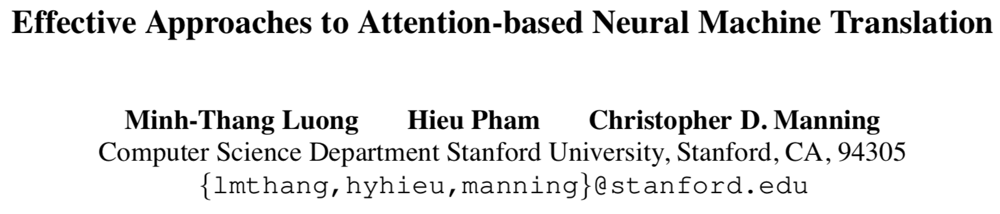 Effective Approaches to Attention-based Neural Machine Translation
Minh-Thang Luong Hieu Pham Christopher D. Manning
Computer Science Department Stanford University, Stanford, CA, 94305
{lmthang,hyhieu,manning}@stanford.edu